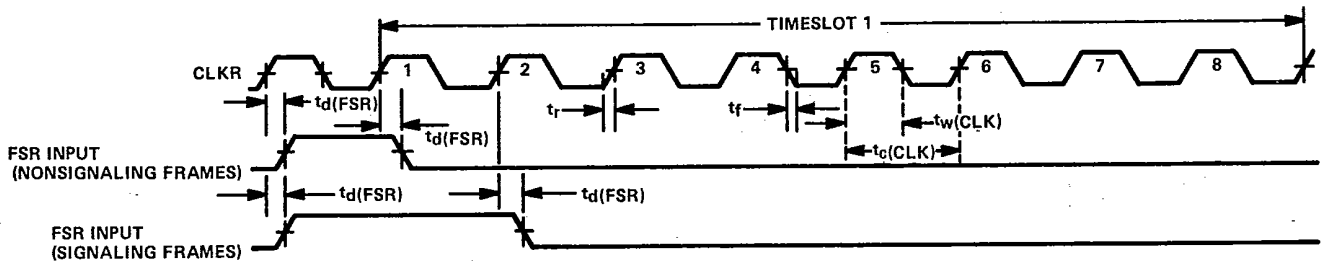 TIMESLOT 1
CLKR
1 2 3 4 5 6 7 8
td(FSR)
td(FSR)
tr
tf
tw(CLK)
tc(CLK)
FSR INPUT
(NONSIGNALING FRAMES)
td(FSR)
td(FSR)
FSR INPUT
(SIGNALING FRAMES)